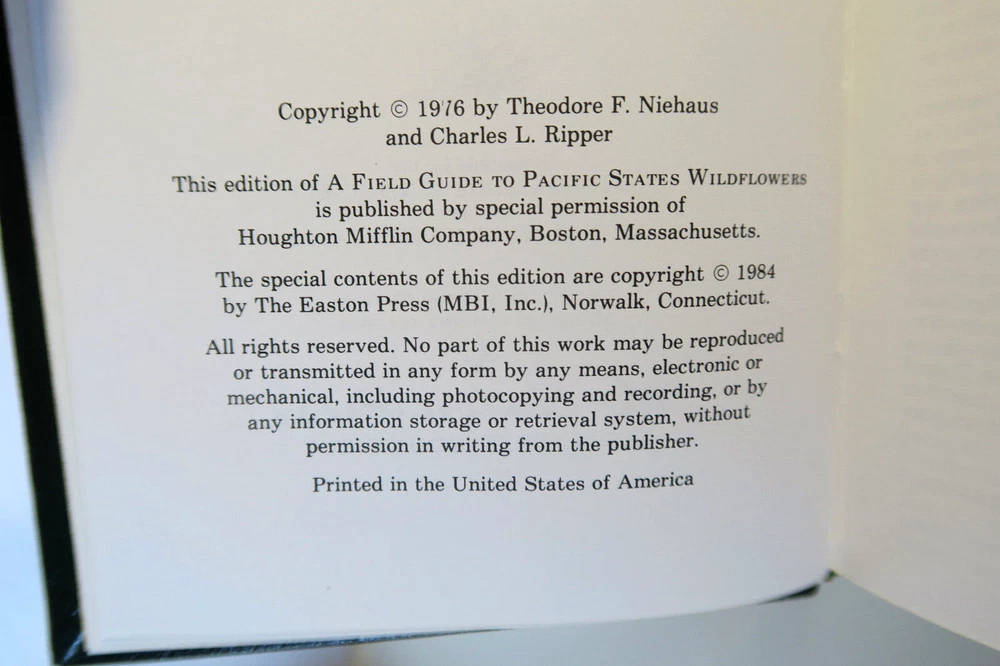 Copyright © 1976 by Theodore F. Niehaus
and Charles L. Ripper
This edition of A FIELD GUIDE TO PACIFIC STATES WILDFLOWERS
is published by special permission of
Houghton Mifflin Company, Boston, Massachusetts.
The special contents of this edition are copyright © 1984
by The Easton Press (MBI, Inc.), Norwalk, Connecticut.
All rights reserved. No part of this work may be reproduced
or transmitted in any form by any means, electronic or
mechanical, including photocopying and recording, or by
any information storage or retrieval system, without
permission in writing from the publisher.
Printed in the United States of America